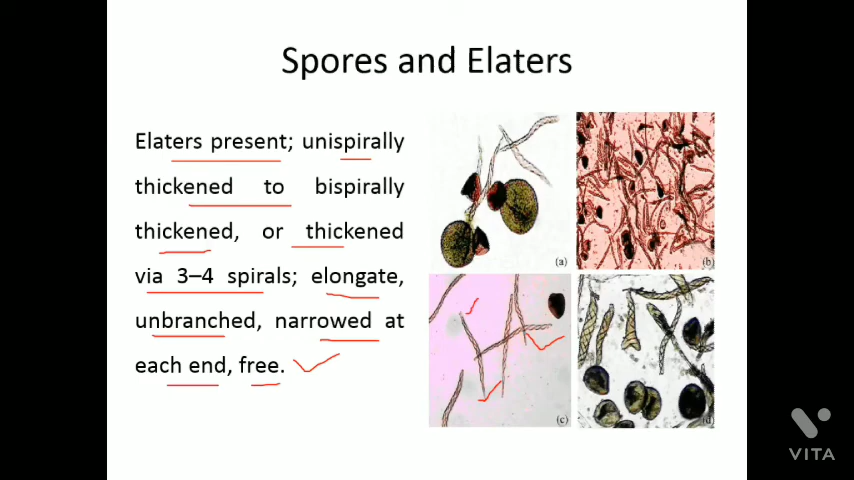 Spores and Elaters
Elaters present; unispirally
thickened to bispirally
thickened, or thickened
via 3–4 spirals; elongate,
unbranched, narrowed at
each end, free.
(a)
(b)
(c)
(d)
VITA